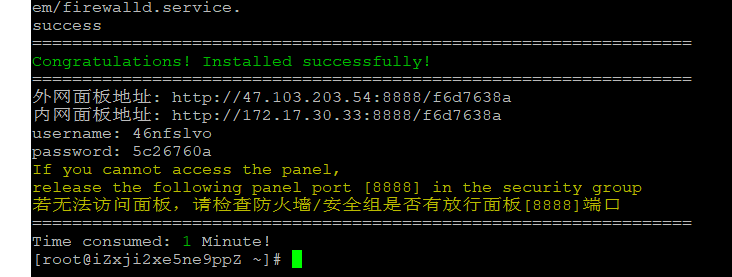 em/firewalld.service.
success
==================================================================
Congratulations! Installed successfully!
==================================================================
外网面板地址: http://47.103.203.54:8888/f6d7638a
内网面板地址: http://172.17.30.33:8888/f6d7638a
username: 46nfslvo
password: 5c26760a
If you cannot access the panel,
release the following panel port [8888] in the security group
若无法访问面板，请检查防火墙/安全组是否有放行面板[8888]端口
==================================================================
Time consumed: 1 Minute!
[root@iZxji2xe5ne9ppZ ~]#